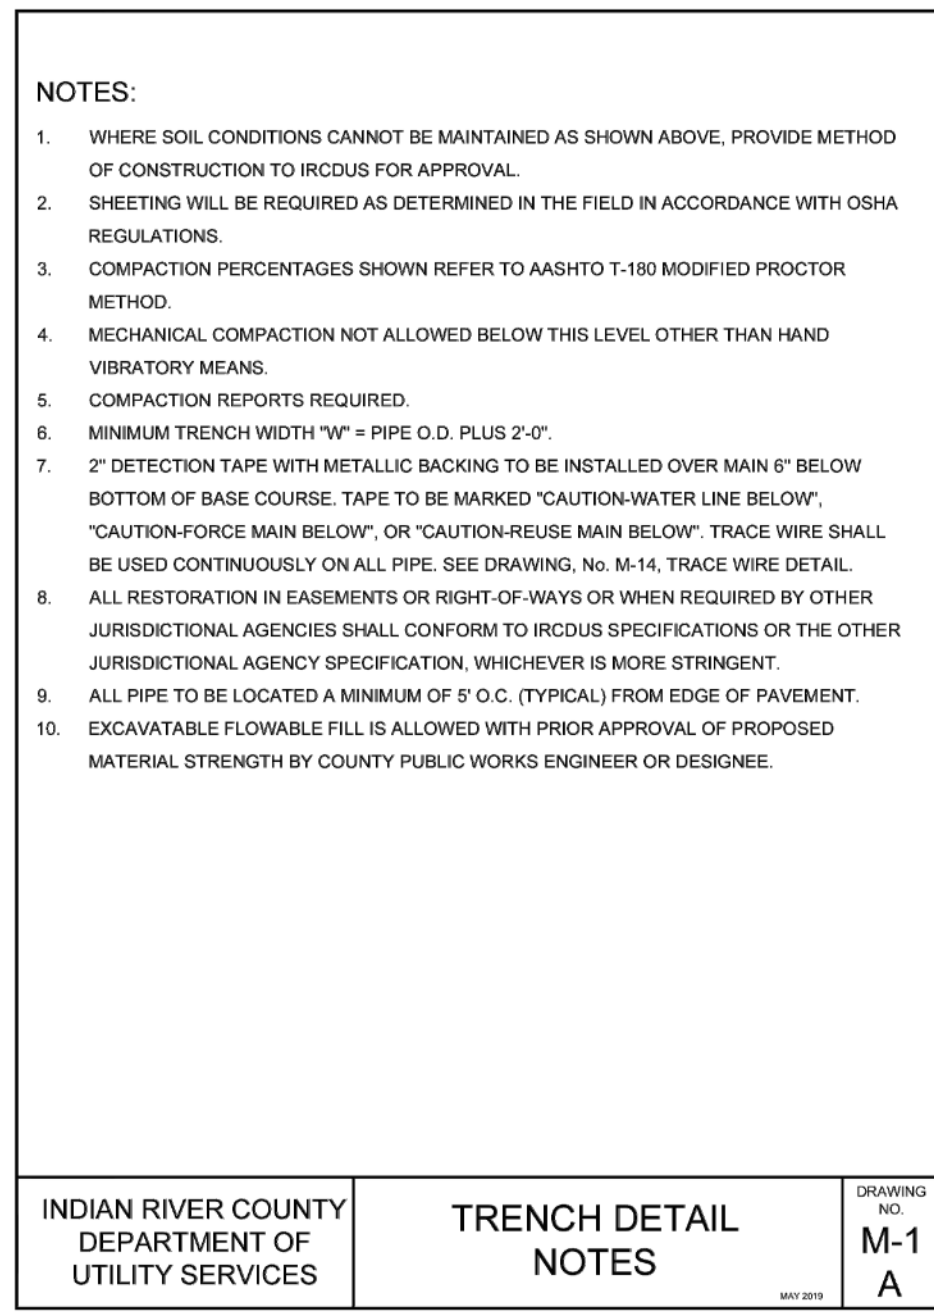 NOTES:
1. WHERE SOIL CONDITIONS CANNOT BE MAINTAINED AS SHOWN ABOVE, PROVIDE METHOD
OF CONSTRUCTION TO IRCDUS FOR APPROVAL.
2. SHEETING WILL BE REQUIRED AS DETERMINED IN THE FIELD IN ACCORDANCE WITH OSHA
REGULATIONS.
3. COMPACTION PERCENTAGES SHOWN REFER TO AASHTO T-180 MODIFIED PROCTOR
METHOD.
4. MECHANICAL COMPACTION NOT ALLOWED BELOW THIS LEVEL OTHER THAN HAND
VIBRATORY MEANS.
5. COMPACTION REPORTS REQUIRED.
6. MINIMUM TRENCH WIDTH "W" = PIPE O.D. PLUS 2'-0".
7. 2" DETECTION TAPE WITH METALLIC BACKING TO BE INSTALLED OVER MAIN 6" BELOW
BOTTOM OF BASE COURSE. TAPE TO BE MARKED "CAUTION-WATER LINE BELOW",
"CAUTION-FORCE MAIN BELOW", OR "CAUTION-REUSE MAIN BELOW". TRACE WIRE SHALL
BE USED CONTINUOUSLY ON ALL PIPE. SEE DRAWING, No. M-14, TRACE WIRE DETAIL.
8. ALL RESTORATION IN EASEMENTS OR RIGHT-OF-WAYS OR WHEN REQUIRED BY OTHER
JURISDICTIONAL AGENCIES SHALL CONFORM TO IRCDUS SPECIFICATIONS OR THE OTHER
JURISDICTIONAL AGENCY SPECIFICATION, WHICHEVER IS MORE STRINGENT.
9. ALL PIPE TO BE LOCATED A MINIMUM OF 5' O.C. (TYPICAL) FROM EDGE OF PAVEMENT.
10. EXCAVATABLE FLOWABLE FILL IS ALLOWED WITH PRIOR APPROVAL OF PROPOSED
MATERIAL STRENGTH BY COUNTY PUBLIC WORKS ENGINEER OR DESIGNEE.
INDIAN RIVER COUNTY
DEPARTMENT OF
UTILITY SERVICES
TRENCH DETAIL
NOTES
MAY 2019
DRAWING
NO.
M-1
A